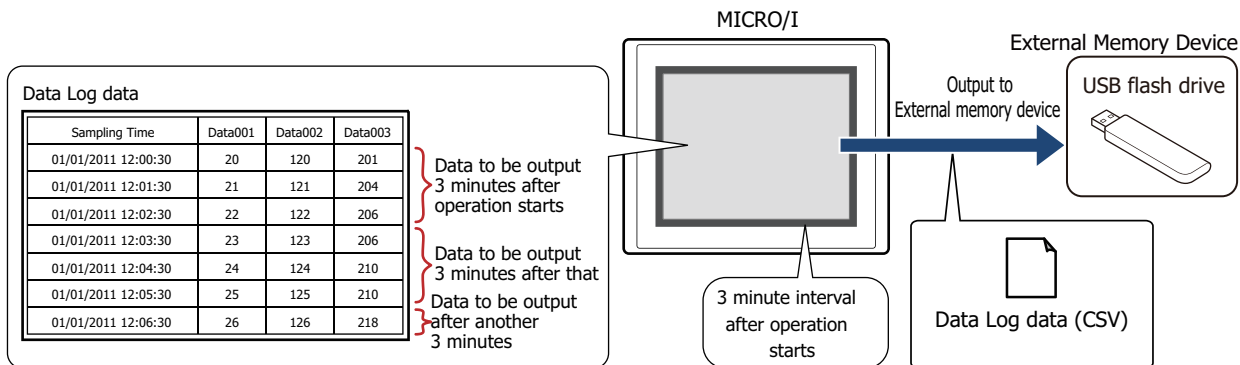 MICRO/I
External Memory Device
Data Log data
Sampling Time Data001 Data002 Data003
01/01/2011 12:00:30 20 120 201
01/01/2011 12:01:30 21 121 204
01/01/2011 12:02:30 22 122 206
01/01/2011 12:03:30 23 123 206
01/01/2011 12:04:30 24 124 210
01/01/2011 12:05:30 25 125 210
01/01/2011 12:06:30 26 126 218
Data to be output
3 minutes after
operation starts
Data to be output
3 minutes after that
Data to be output
after another
3 minutes
Output to
External memory device
USB flash drive
3 minute interval
after operation
starts
Data Log data (CSV)